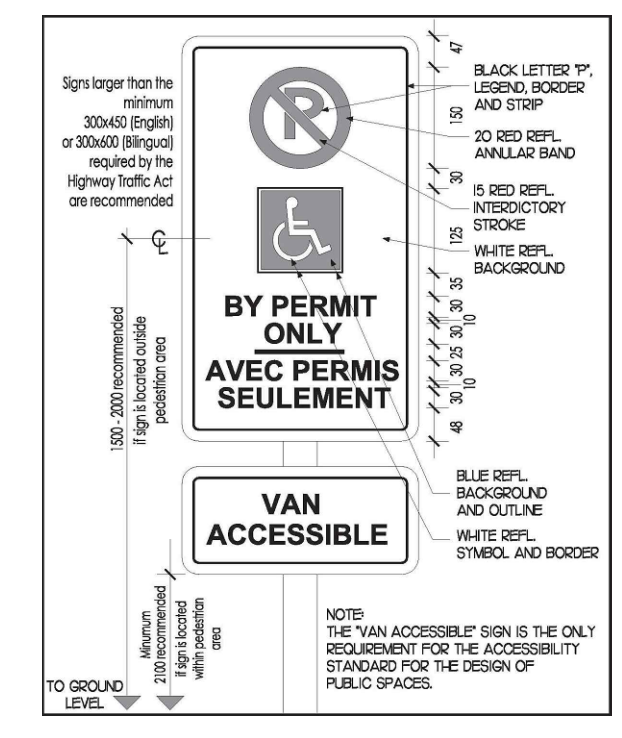 Signs larger than the
minimum
300x450 (English)
or 300x600 (Bilingual)
required by the
Highway Traffic Act
are recommended
P
BY PERMIT
ONLY
AVEC PERMIS
SEULEMENT
VAN
ACCESSIBLE
47
150
30
125
35
30
10
30
25
30
10
30
48
BLACK LETTER "P",
LEGEND, BORDER
AND STRIP
20 RED REFL.
ANNULAR BAND
15 RED REFL.
INTERDICTORY
STROKE
WHITE REFL.
BACKGROUND
BLUE REFL.
BACKGROUND
AND OUTLINE
WHITE REFL.
SYMBOL AND BORDER
CL
1500 - 2000 recommended
if sign is located outside
pedestrian area
Minumum
2100 recommended
if sign is located
within pedestrian
area
TO GROUND
LEVEL
NOTE:
THE "VAN ACCESSIBLE" SIGN IS THE ONLY
REQUIREMENT FOR THE ACCESSIBILITY
STANDARD FOR THE DESIGN OF
PUBLIC SPACES.